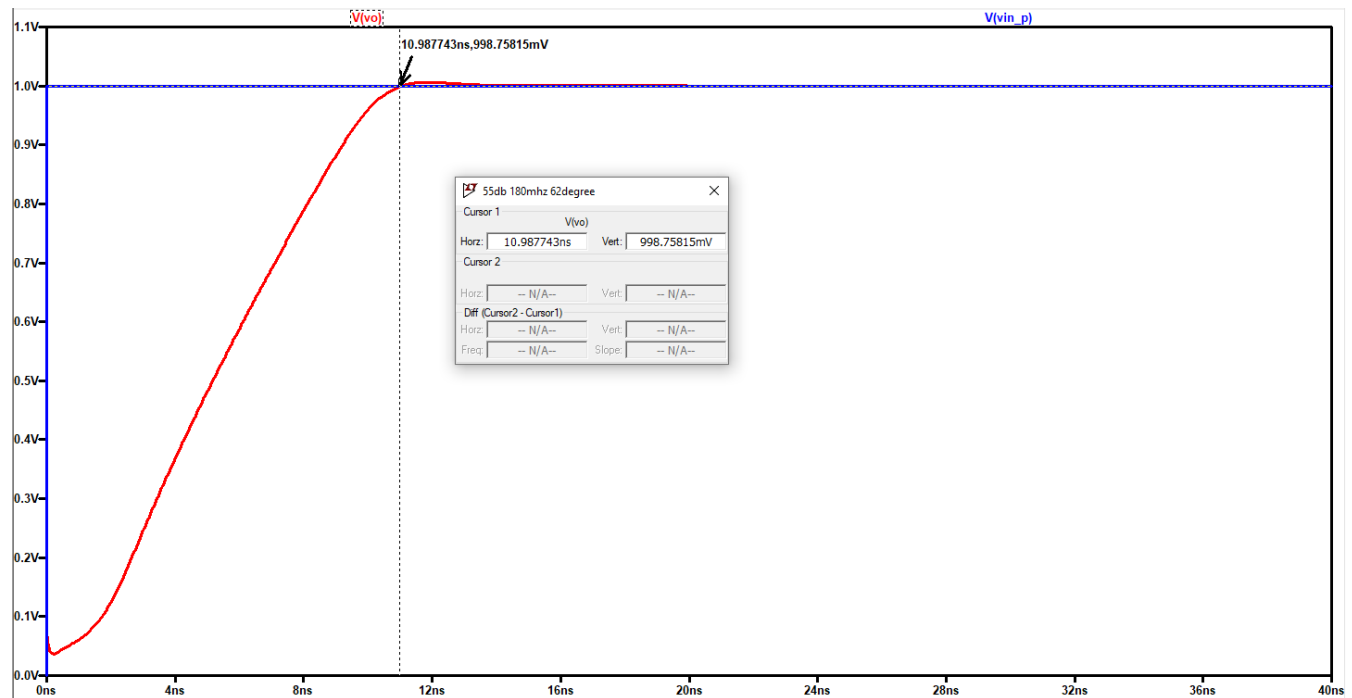 V(vo) V(vin_p)
1.1V
10.987743ns,998.75815mV
1.0V
0.9V
0.8V
0.7V
0.6V
0.5V
0.4V
0.3V
0.2V
0.1V
0.0V
0ns 4ns 8ns 12ns 16ns 20ns 24ns 28ns 32ns 36ns 40ns
55db 180mhz 62degree
Cursor 1
V(vo)
Horz: 10.987743ns Vert: 998.75815mV
Cursor 2
Horz: -- N/A-- Vert: -- N/A--
Diff (Cursor2 - Cursor1)
Horz: -- N/A-- Vert: -- N/A--
Freq: -- N/A-- Slope: -- N/A--